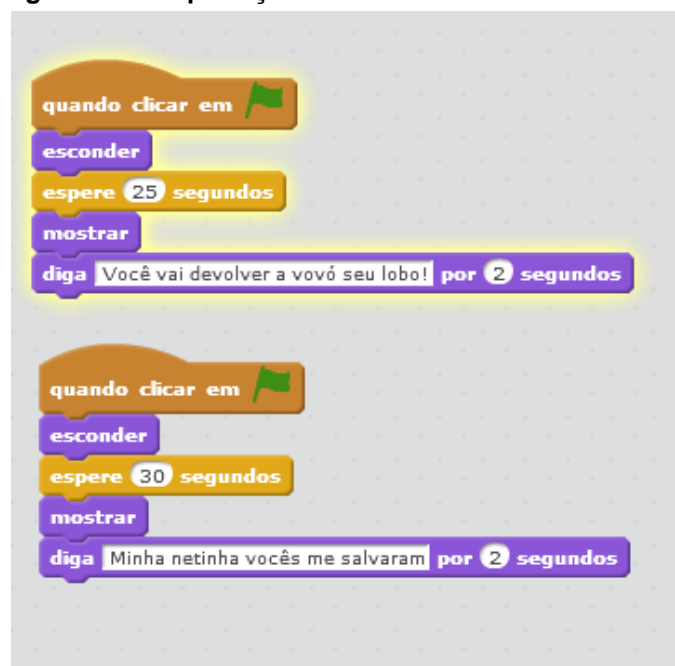 quando clicar em
esconder
espere 25 segundos
mostrar
diga Você vai devolver a vovó seu lobo! por 2 segundos
quando clicar em
esconder
espere 30 segundos
mostrar
diga Minha netinha vocês me salvaram por 2 segundos